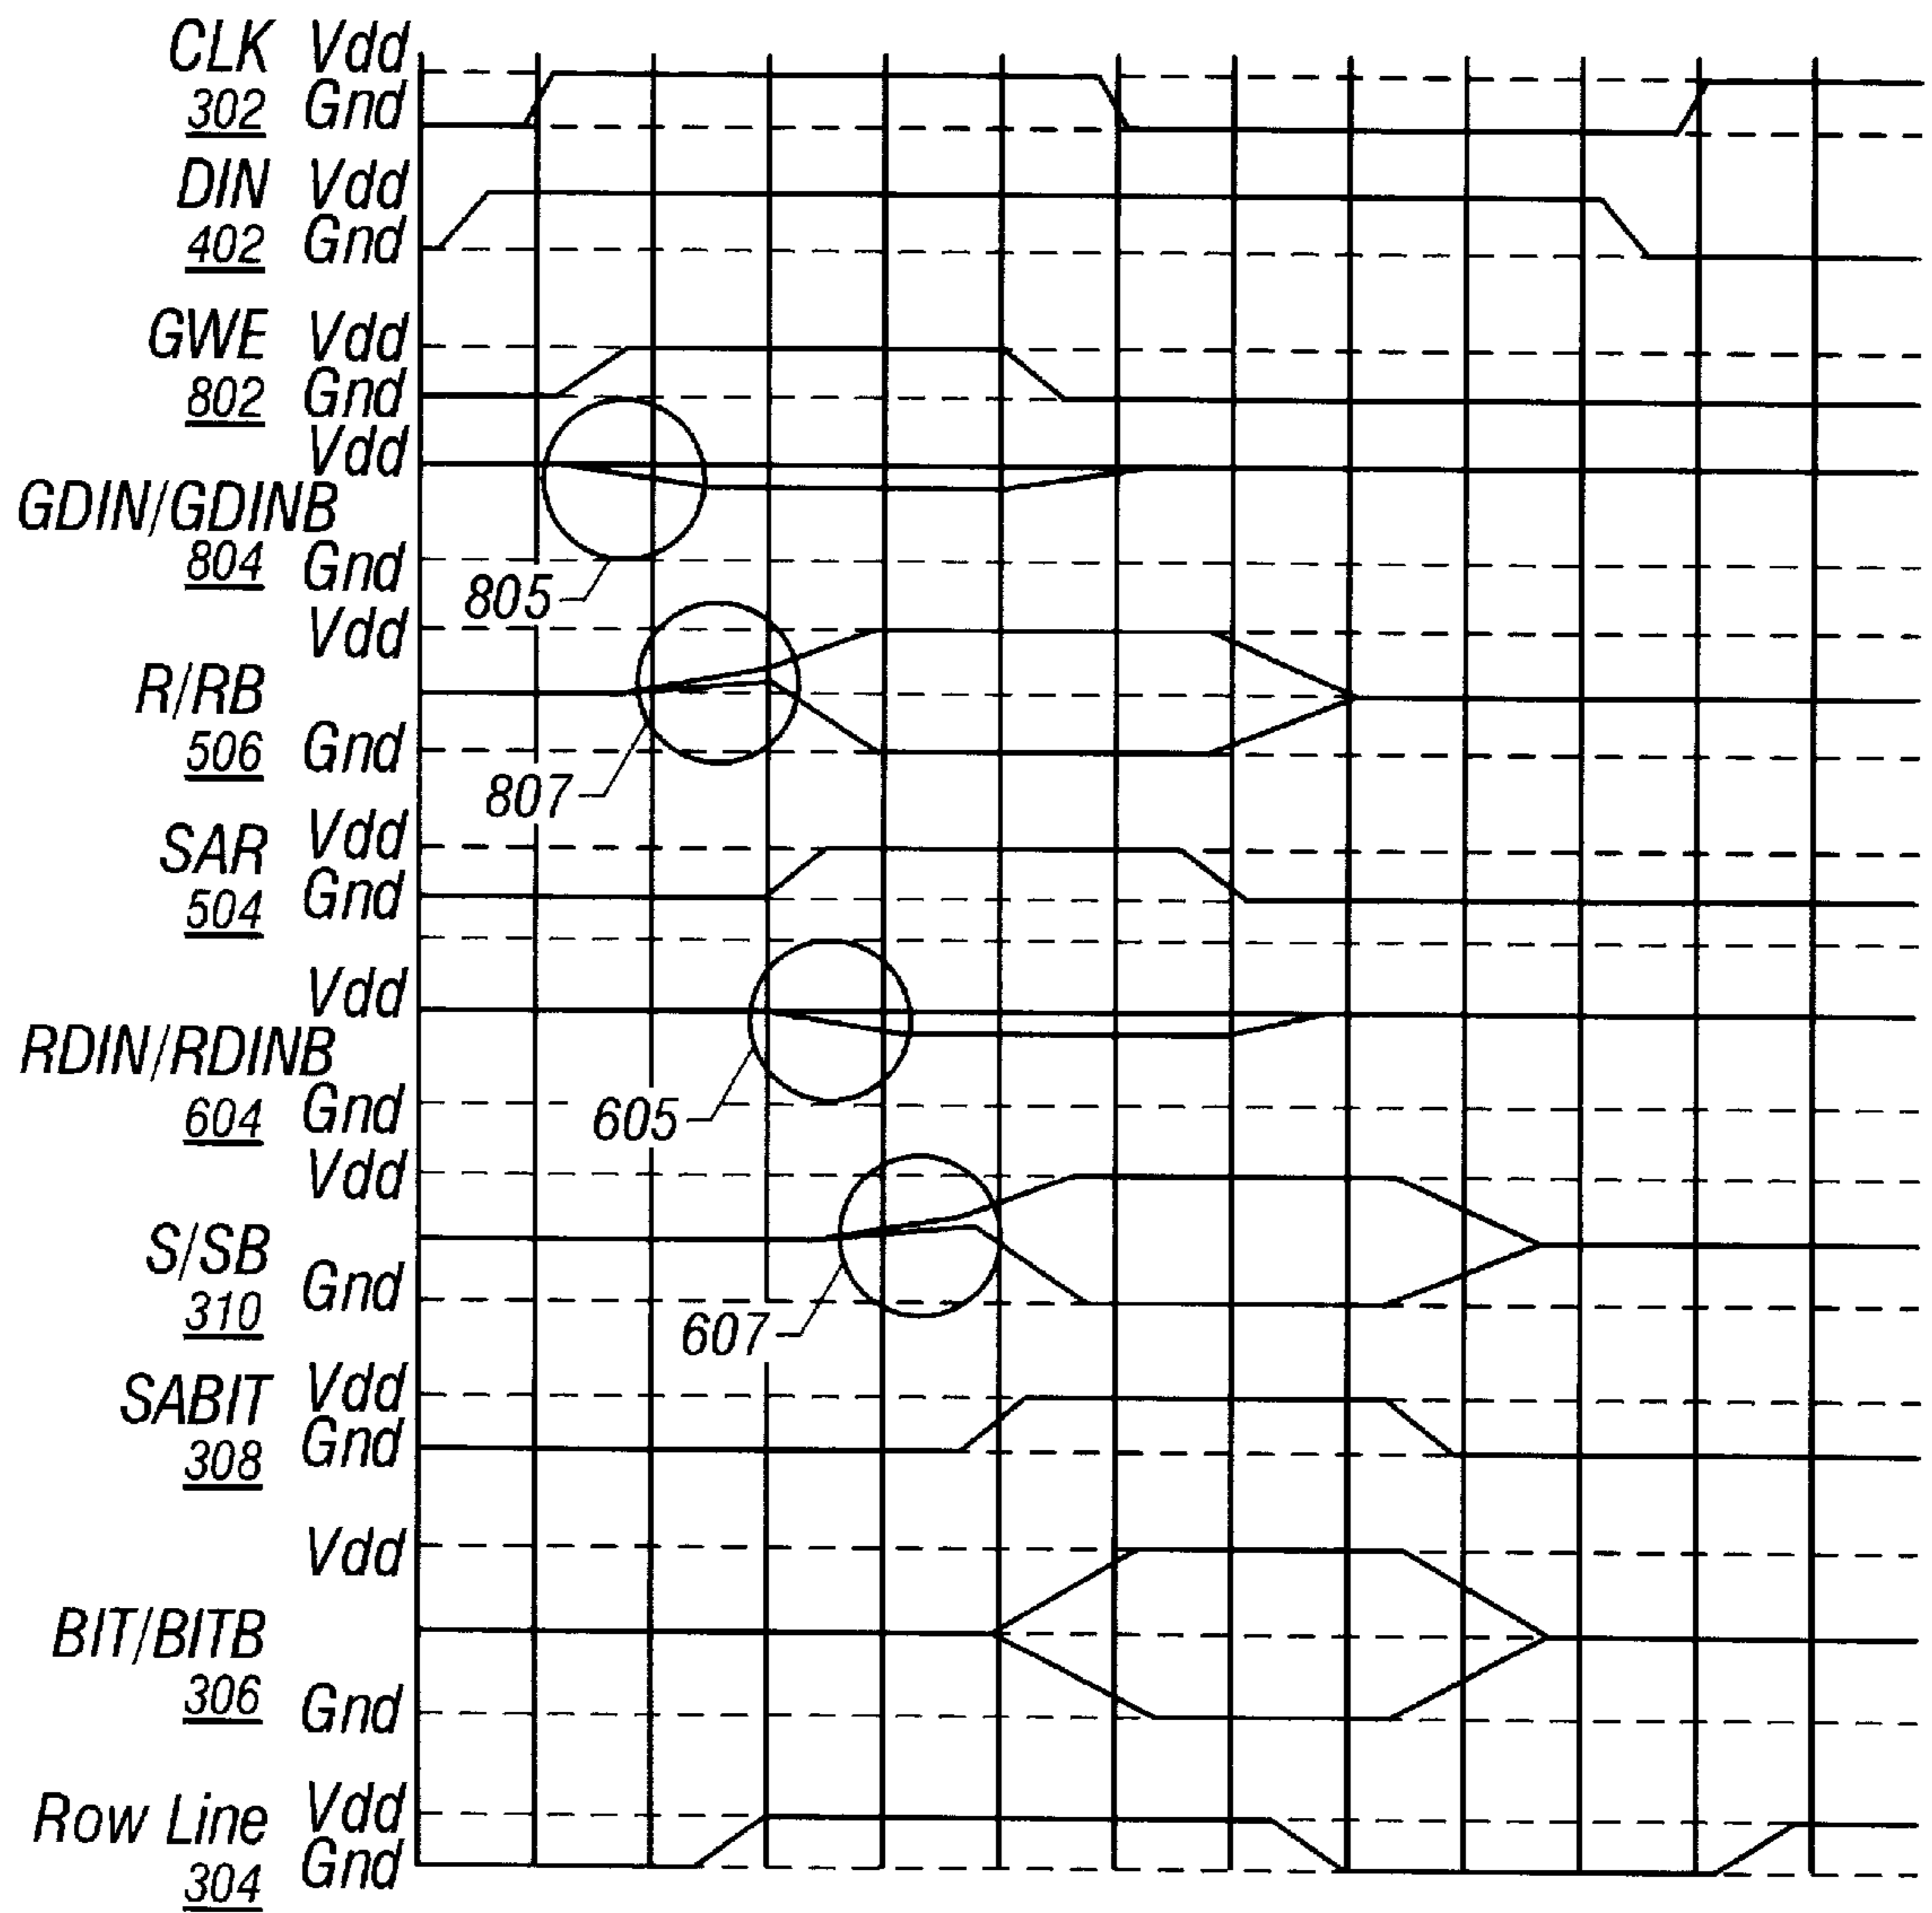 CLK Vdd
302 Gnd
DIN Vdd
402 Gnd
GWE Vdd
802 Gnd
Vdd
GDIN/GDINB
804 Gnd
805
Vdd
R/RB
506 Gnd
807
SAR Vdd
504 Gnd
Vdd
RDIN/RDINB
604 Gnd
605
Vdd
S/SB
310 Gnd
607
SABIT Vdd
308 Gnd
Vdd
BIT/BITB
306 Gnd
Row Line Vdd
304 Gnd